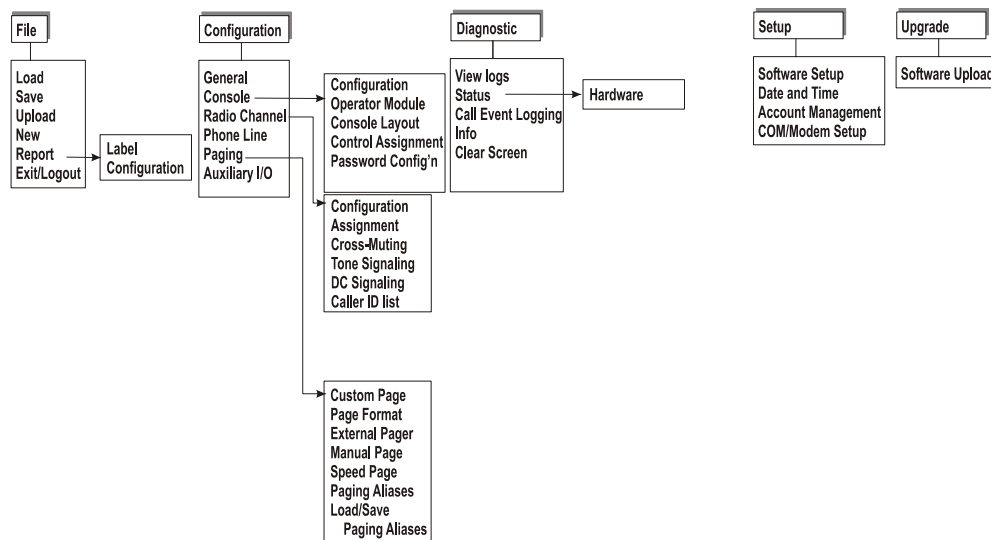 File
Load
Save
Upload
New
Report
Exit/Logout
Label
Configuration
Configuration
General
Console
Radio Channel
Phone Line
Paging
Auxiliary I/O
Configuration
Operator Module
Console Layout
Control Assignment
Password Config'n
Configuration
Assignment
Cross-Muting
Tone Signaling
DC Signaling
Caller ID list
Custom Page
Page Format
External Pager
Manual Page
Speed Page
Paging Aliases
Load/Save
Paging Aliases
Diagnostic
View logs
Status
Call Event Logging
Info
Clear Screen
Hardware
Setup
Software Setup
Date and Time
Account Management
COM/Modem Setup
Upgrade
Software Upload